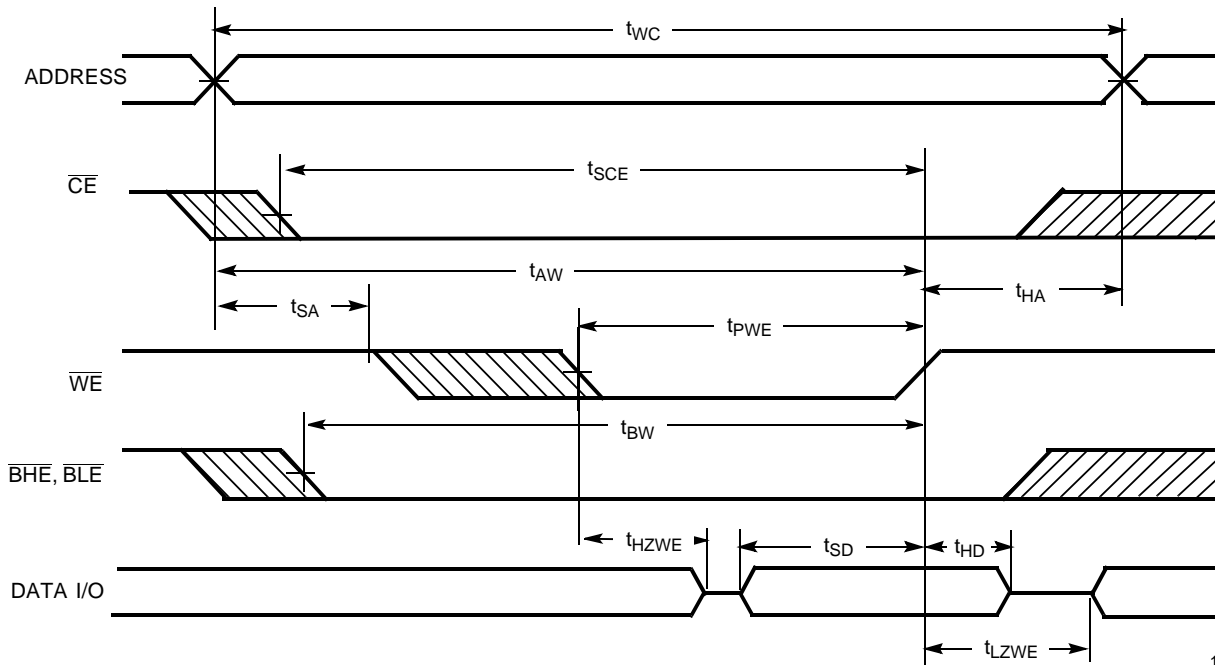 tWC
ADDRESS
tSCE
CE
tAW
tSA
tHA
tPWE
WE
tBW
BHE, BLE
tHZWE
tSD
tHD
DATA I/O
tLZWE